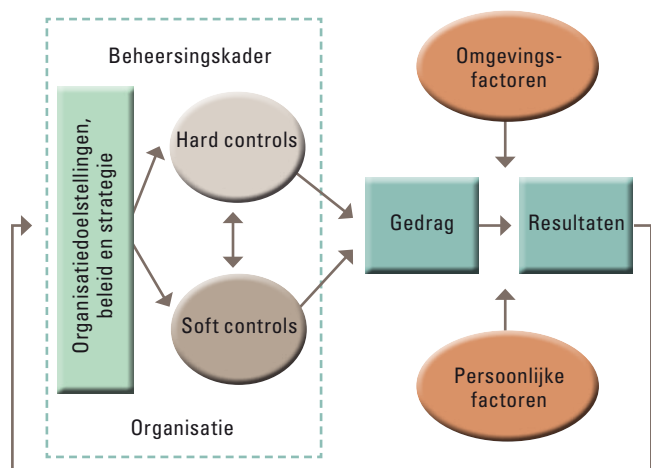 Beheersingskader
Organisatiedoelstellingen,
beleid en strategie
Hard controls
Soft controls
Organisatie
Omgevings-
factoren
Gedrag
Resultaten
Persoonlijke
factoren